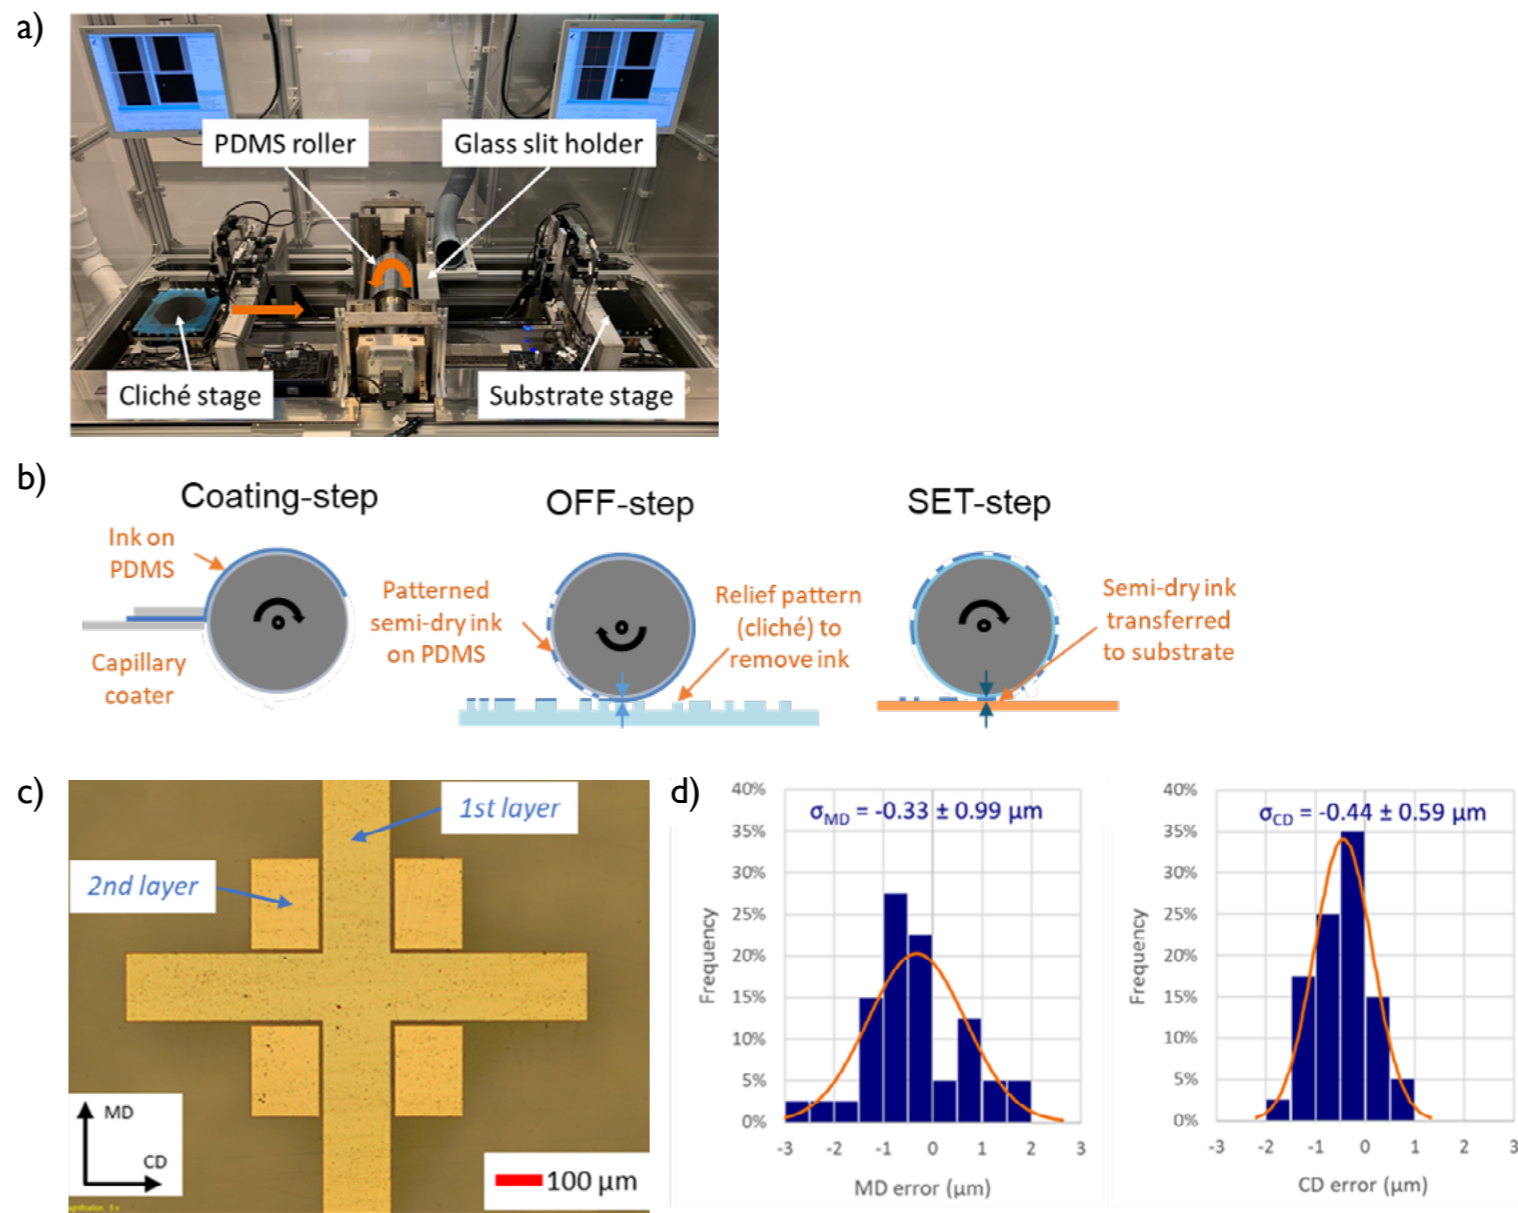 a)
PDMS roller
Glass slit holder
Cliché stage
Substrate stage
b)
Coating-step
OFF-step
SET-step
Ink on
PDMS
Capillary
coater
Patterned
semi-dry ink
on PDMS
Relief pattern
(cliché) to
remove ink
Semi-dry ink
transferred
to substrate
c)
1st layer
2nd layer
MD
CD
100 µm
d)
σMD = -0.33 ± 0.99 µm
Frequency
40%
35%
30%
25%
20%
15%
10%
5%
0%
-3 -2 -1 0 1 2 3
MD error (µm)
σCD = -0.44 ± 0.59 µm
Frequency
40%
35%
30%
25%
20%
15%
10%
5%
0%
-3 -2 -1 0 1 2 3
CD error (µm)